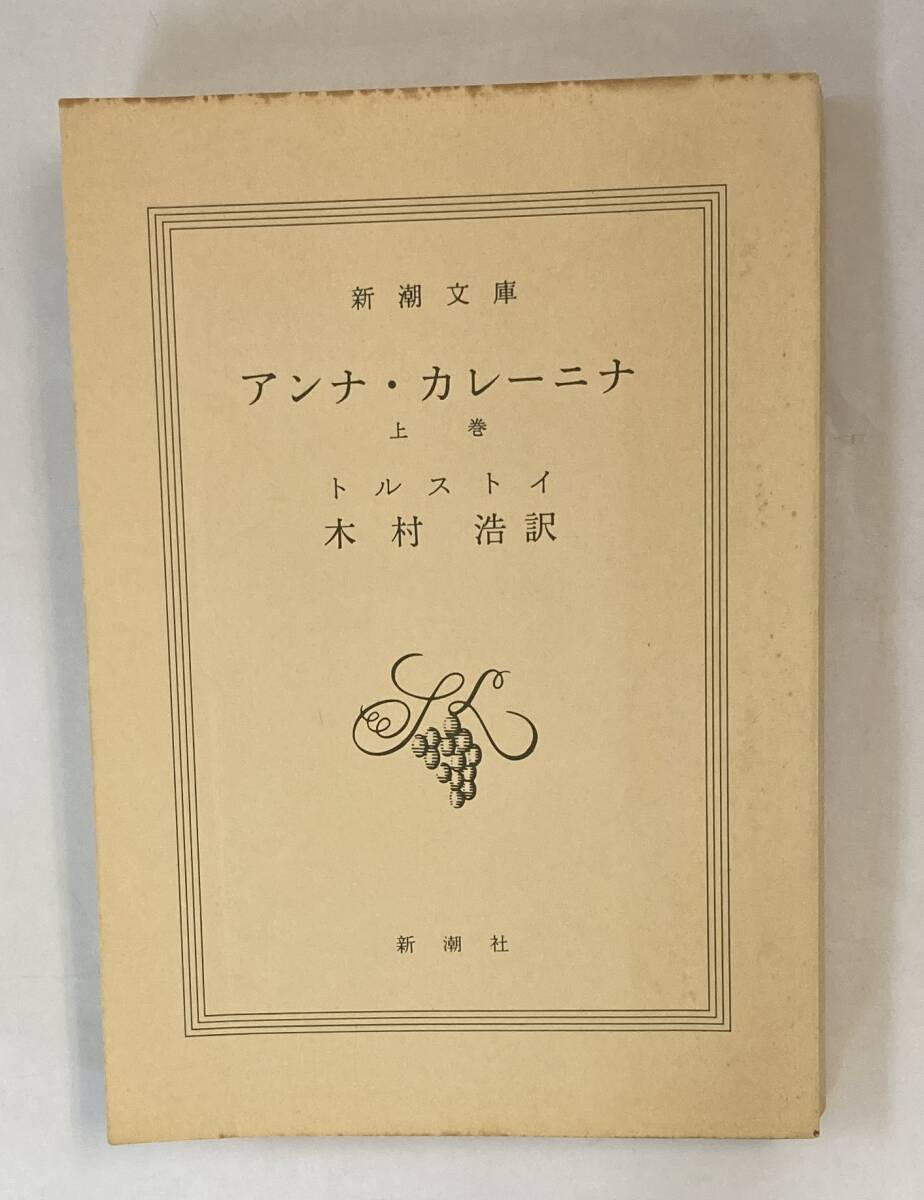 新潮文庫
アンナ・カレーニナ
上巻
トルストイ
木村 浩訳
新潮社